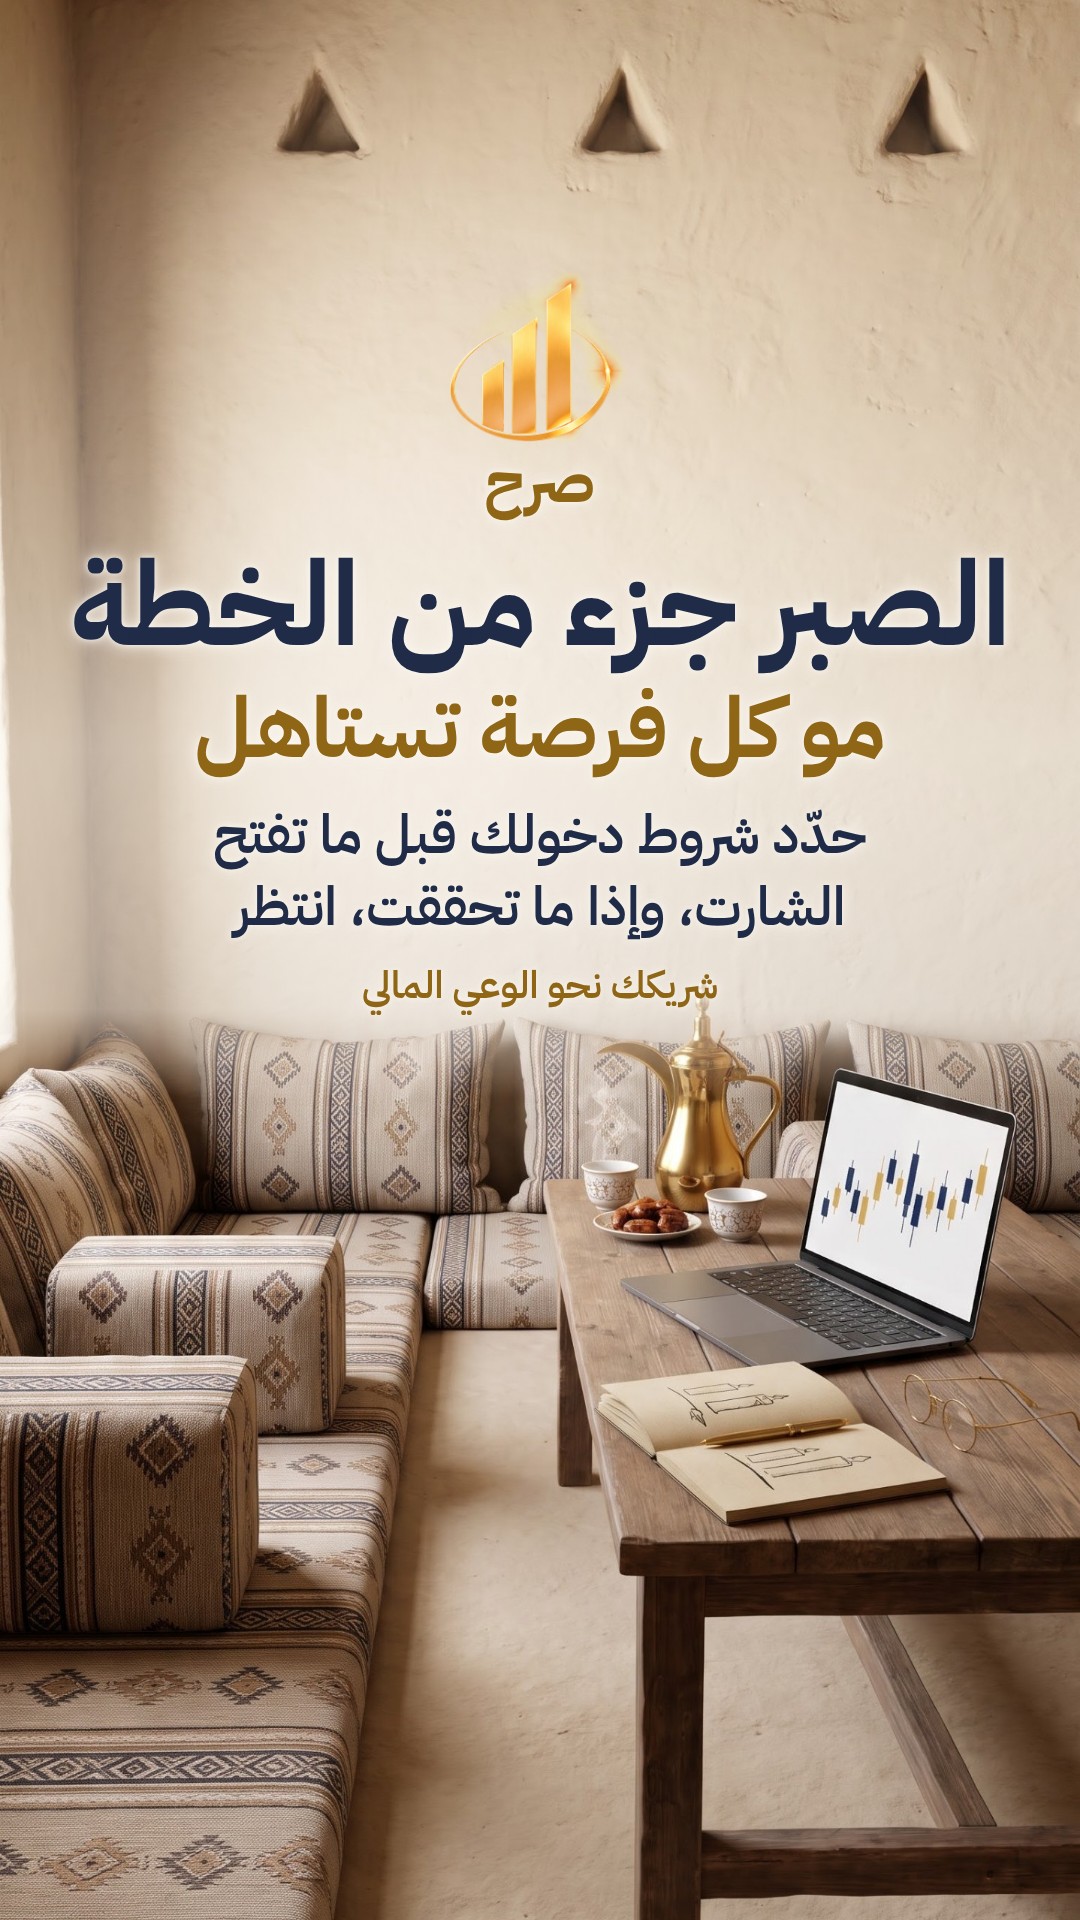 صرح
الصبر جزء من الخطة
مو كل فرصة تستاهل
حدّد شروط دخولك قبل ما تفتح
الشارت، وإذا ما تحققت، انتظر
شريكك نحو الوعي المالي